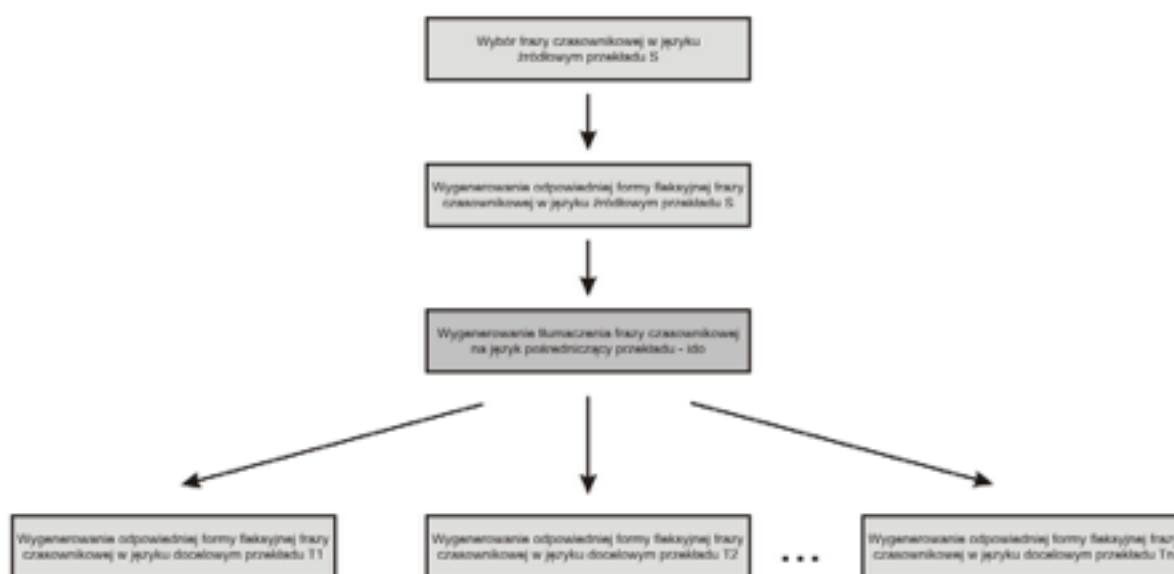 Wybór frazy czasownikowej w języku
źródłowym przekładu S
Wygenerowanie odpowiedniej formy fleksyjnej frazy
czasownikowej w języku źródłowym przekładu S
Wygenerowanie tłumaczenia frazy czasownikowej
na język pośredniczący przekładu - ido
Wygenerowanie odpowiedniej formy fleksyjnej frazy
czasownikowej w języku docelowym przekładu T1
Wygenerowanie odpowiedniej formy fleksyjnej frazy
czasownikowej w języku docelowym przekładu T2
...
Wygenerowanie odpowiedniej formy fleksyjnej frazy
czasownikowej w języku docelowym przekładu Tn